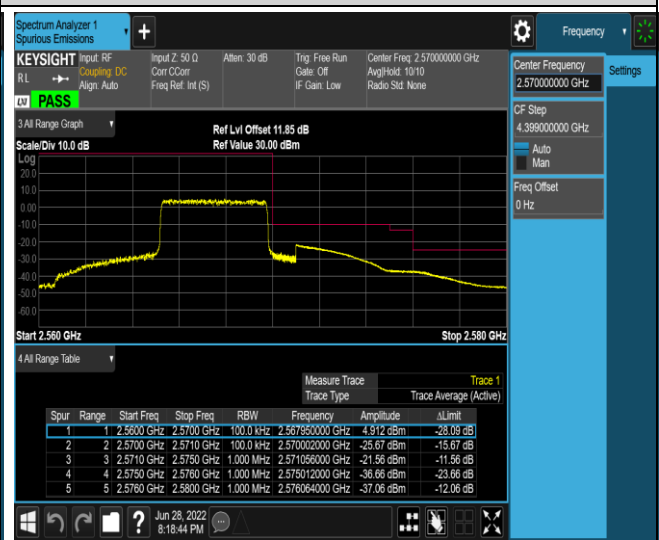 Spectrum Analyzer 1
Spurious Emissions
Frequency
KEYSIGHT Input: RF Input Z: 50 Ω Atten: 30 dB Trig: Free Run Center Freq: 2.570000000 GHz
RL Coupling: DC Corr CCorr Gate: Off Avg|Hold: 10/10
Align: Auto Freq Ref: Int (S) IF Gain: Low Radio Std: None
LXI PASS
Center Frequency
2.570000000 GHz
Settings
CF Step
4.399000000 GHz
Auto
Man
Freq Offset
0 Hz
3 All Range Graph
Ref Lvl Offset 11.85 dB
Scale/Div 10.0 dB Ref Value 30.00 dBm
Log
20.0
10.0
0.00
-10.0
-20.0
-30.0
-40.0
-50.0
-60.0
Start 2.560 GHz Stop 2.580 GHz
4 All Range Table
Measure Trace Trace 1
Trace Type Trace Average (Active)
Spur Range Start Freq Stop Freq RBW Frequency Amplitude ΔLimit
1 1 2.5600 GHz 2.5700 GHz 100.0 kHz 2.567950000 GHz 4.912 dBm -28.09 dB
2 2 2.5700 GHz 2.5710 GHz 100.0 kHz 2.570002000 GHz -25.67 dBm -15.67 dB
3 3 2.5710 GHz 2.5750 GHz 1.000 MHz 2.571056000 GHz -21.56 dBm -11.56 dB
4 4 2.5750 GHz 2.5760 GHz 1.000 MHz 2.575012000 GHz -36.66 dBm -23.66 dB
5 5 2.5760 GHz 2.5800 GHz 1.000 MHz 2.576064000 GHz -37.06 dBm -12.06 dB
Jun 28, 2022
8:18:44 PM